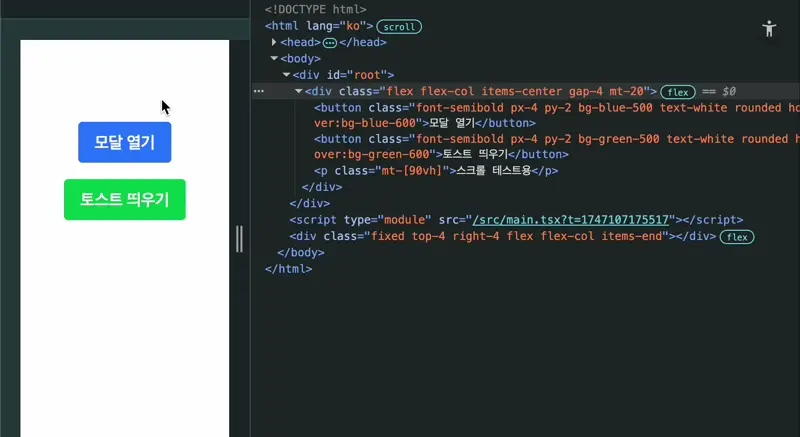 모달 열기
토스트 띄우기
<!DOCTYPE html>
<html lang="ko"> scroll
<head> ⋯ </head>
<body>
<div id="root">
⋯ <div class="flex flex-col items-center gap-4 mt-20"> flex == $0
<button class="font-semibold px-4 py-2 bg-blue-500 text-white rounded ho
ver:bg-blue-600">모달 열기</button>
<button class="font-semibold px-4 py-2 bg-green-500 text-white rounded h
over:bg-green-600">토스트 띄우기</button>
<p class="mt-[90vh]">스크롤 테스트용</p>
</div>
</div>
<script type="module" src="/src/main.tsx?t=1747107175517"></script>
<div class="fixed top-4 right-4 flex flex-col items-end"></div> flex
</body>
</html>